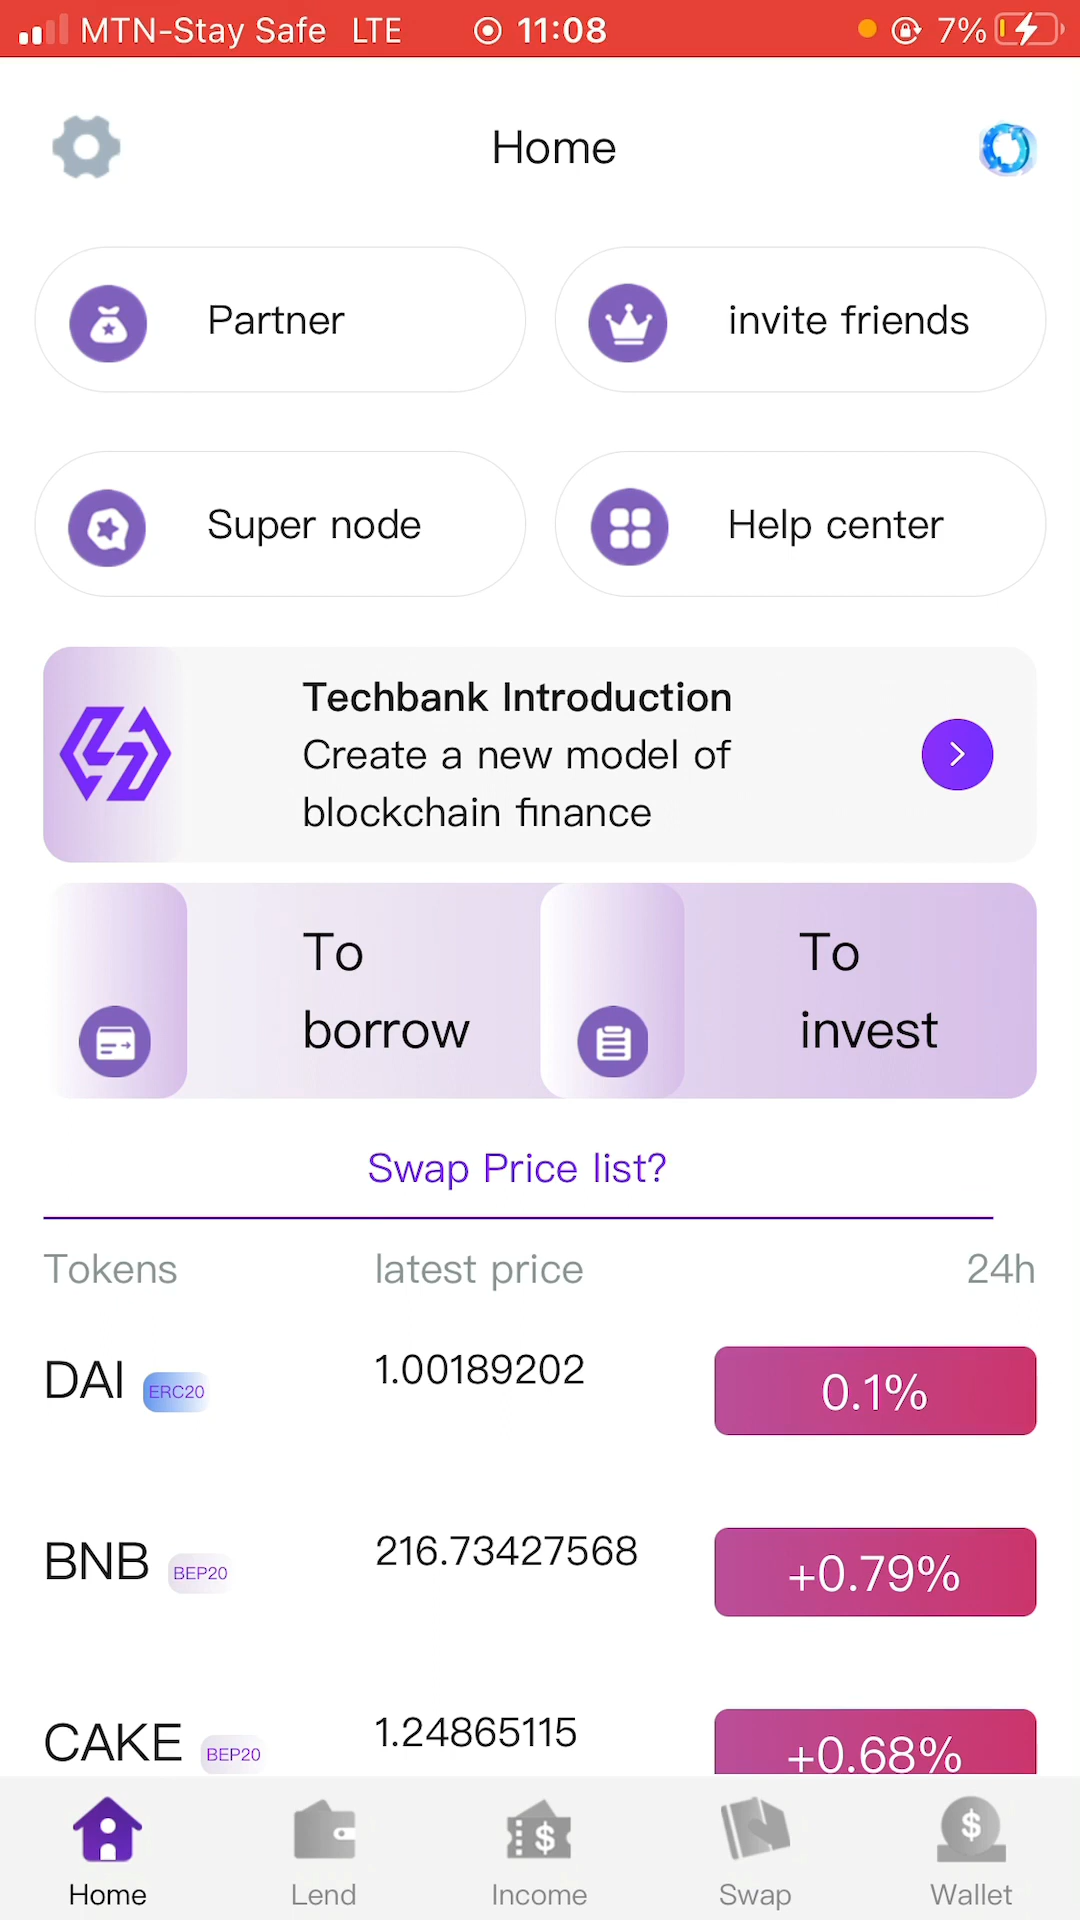 MTN-Stay Safe LTE 11:08 7%
Home
Partner
invite friends
Super node
Help center
Techbank Introduction
Create a new model of
blockchain finance
To
borrow
To
invest
Swap Price list?
Tokens latest price 24h
DAI ERC20 1.00189202 0.1%
BNB BEP20 216.73427568 +0.79%
CAKE BEP20 1.24865115 +0.68%
Home Lend Income Swap Wallet